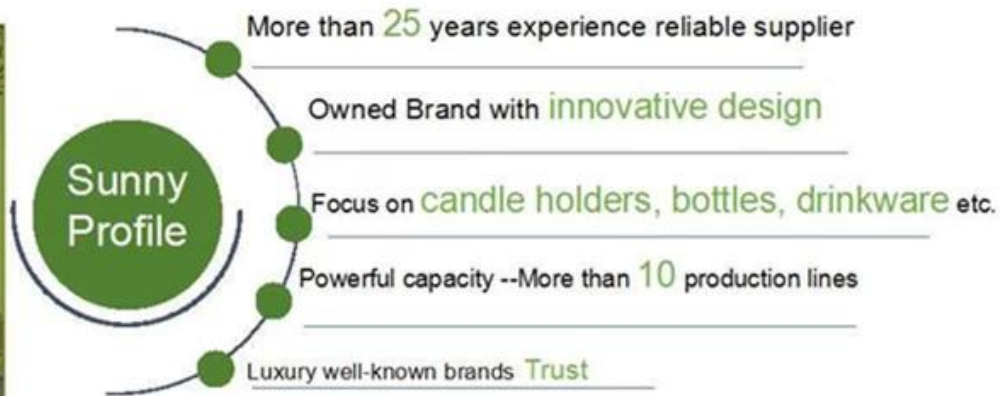 Sunny
Profile
More than 25 years experience reliable supplier
Owned Brand with innovative design
Focus on candle holders, bottles, drinkware etc.
Powerful capacity --More than 10 production lines
Luxury well-known brands Trust